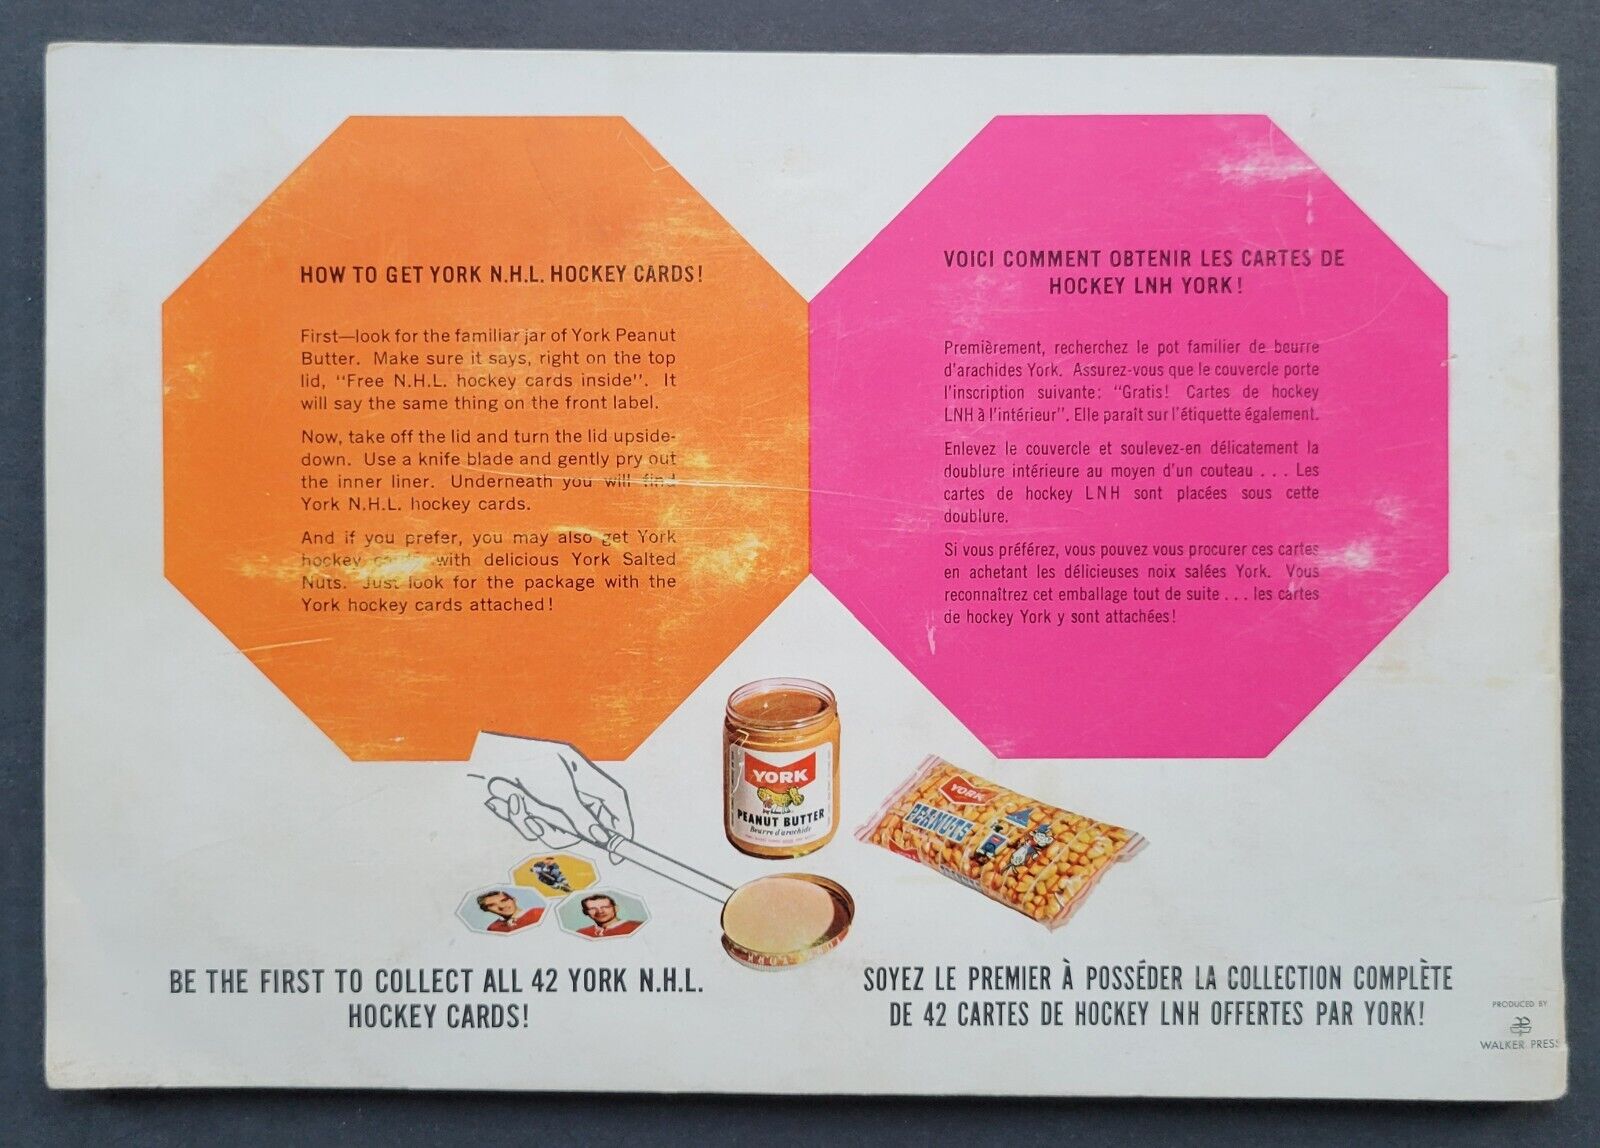 HOW TO GET YORK N.H.L. HOCKEY CARDS!
First—look for the familiar jar of York Peanut
Butter. Make sure it says, right on the top
lid, "Free N.H.L. hockey cards inside". It
will say the same thing on the front label.
Now, take off the lid and turn the lid upside-
down. Use a knife blade and gently pry out
the inner liner. Underneath you will find
York N.H.L. hockey cards.
And if you prefer, you may also get York
hockey cards with delicious York Salted
Nuts. Just look for the package with the
York hockey cards attached!
VOICI COMMENT OBTENIR LES CARTES DE
HOCKEY LNH YORK!
Premièrement, recherchez le pot familier de beurre
d'arachides York. Assurez-vous que le couvercle porte
l'inscription suivante: "Gratis! Cartes de hockey
LNH à l'intérieur". Elle paraît sur l'étiquette également.
Enlevez le couvercle et soulevez-en délicatement la
doublure intérieure au moyen d'un couteau . . . Les
cartes de hockey LNH sont placées sous cette
doublure.
Si vous préférez, vous pouvez vous procurer ces cartes
en achetant les délicieuses noix salées York. Vous
reconnaîtrez cet emballage tout de suite . . . les cartes
de hockey York y sont attachées!
YORK
PEANUT BUTTER
Beurre d'arachide
YORK
PEANUTS
BE THE FIRST TO COLLECT ALL 42 YORK N.H.L.
HOCKEY CARDS!
SOYEZ LE PREMIER À POSSÉDER LA COLLECTION COMPLÈTE
DE 42 CARTES DE HOCKEY LNH OFFERTES PAR YORK!
PRODUCED BY
WALKER PRESS